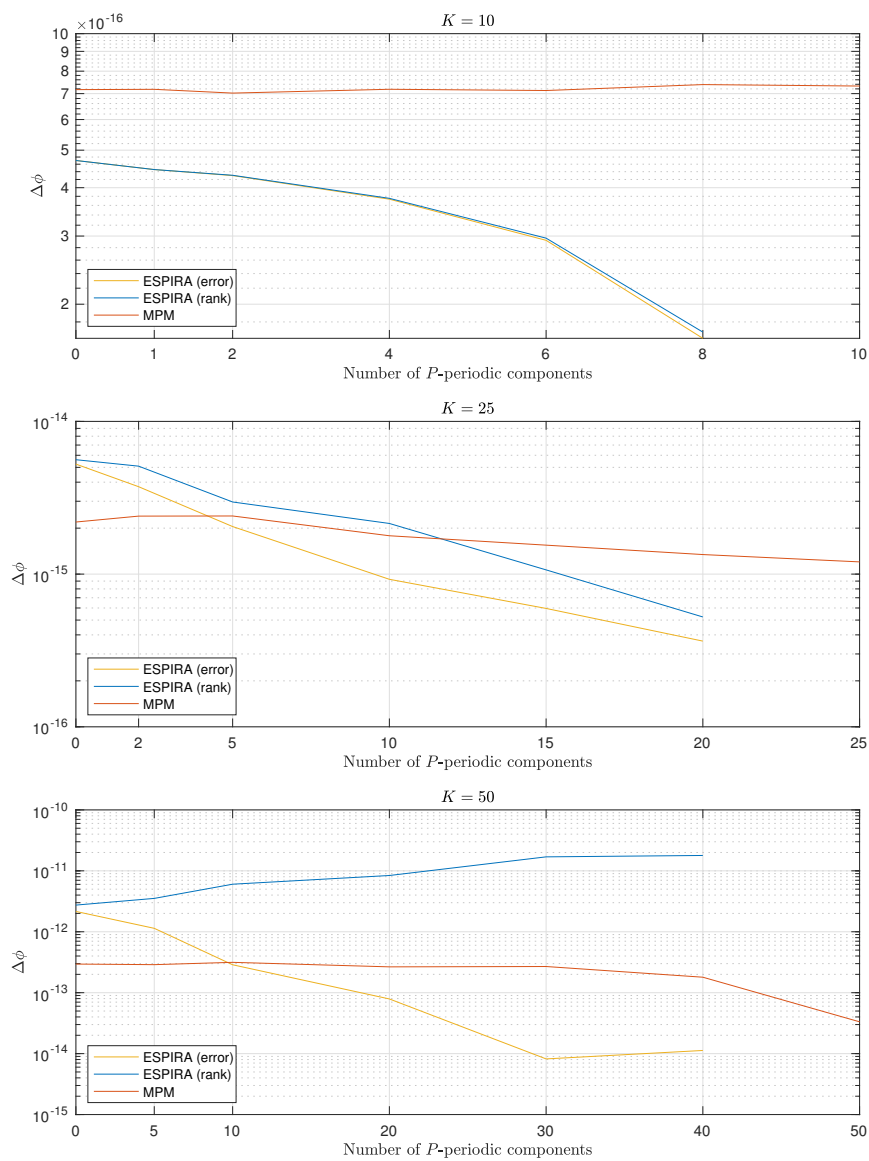 K = 10
×10⁻¹⁶
10
9
8
7
6
5
4
3
2
Δϕ
ESPIRA (error)
ESPIRA (rank)
MPM
0 1 2 4 6 8 10
Number of P-periodic components
K = 25
10⁻¹⁴
10⁻¹⁵
10⁻¹⁶
Δϕ
ESPIRA (error)
ESPIRA (rank)
MPM
0 2 5 10 15 20 25
Number of P-periodic components
K = 50
10⁻¹⁰
10⁻¹¹
10⁻¹²
10⁻¹³
10⁻¹⁴
10⁻¹⁵
Δϕ
ESPIRA (error)
ESPIRA (rank)
MPM
0 5 10 20 30 40 50
Number of P-periodic components